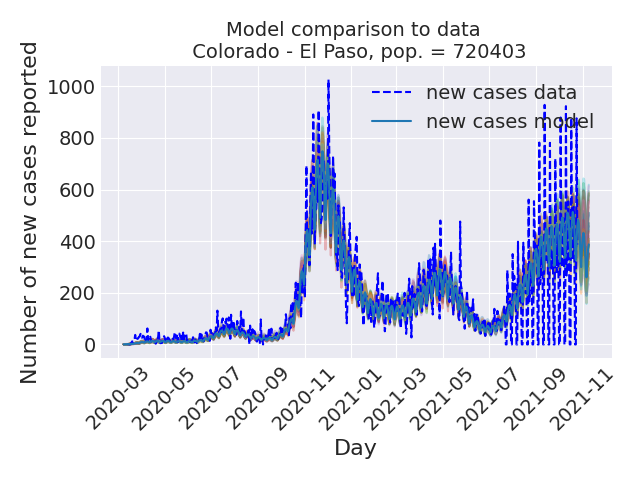 Model comparison to data
Colorado - El Paso, pop. = 720403
Number of new cases reported
1000
800
600
400
200
0
new cases data
new cases model
2020-03
2020-05
2020-07
2020-09
2020-11
2021-01
2021-03
2021-05
2021-07
2021-09
2021-11
Day